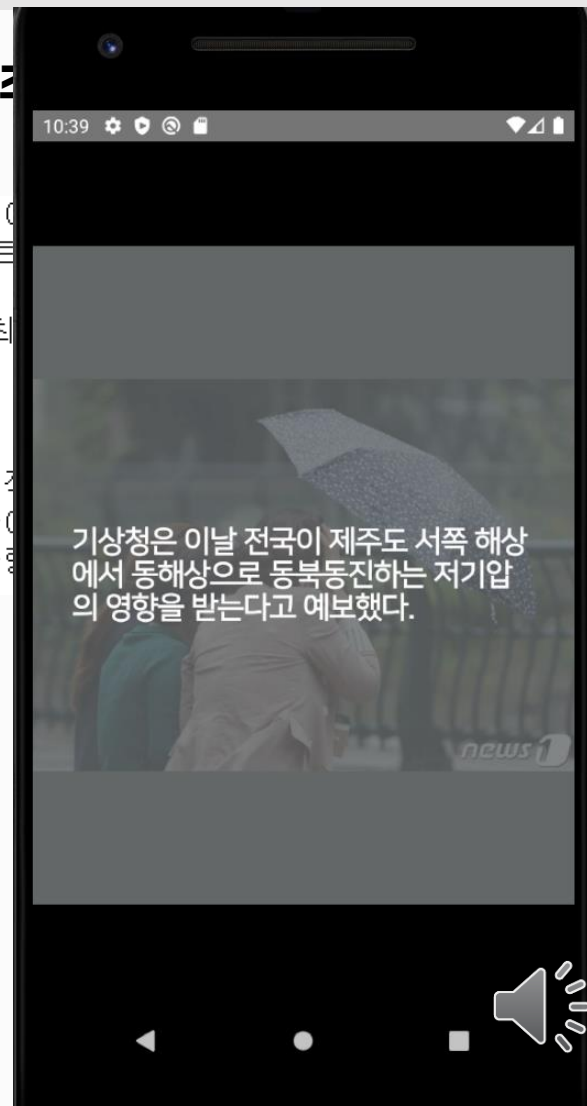 10:39
기상청은 이날 전국이 제주도 서쪽 해상
에서 동해상으로 동북동진하는 저기압
의 영향을 받는다고 예보했다.
news1